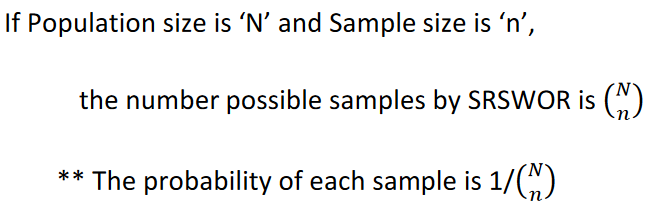 If Population size is ‘N’ and Sample size is ‘n’,
the number possible samples by SRSWOR is (N n)
** The probability of each sample is 1/(N n)